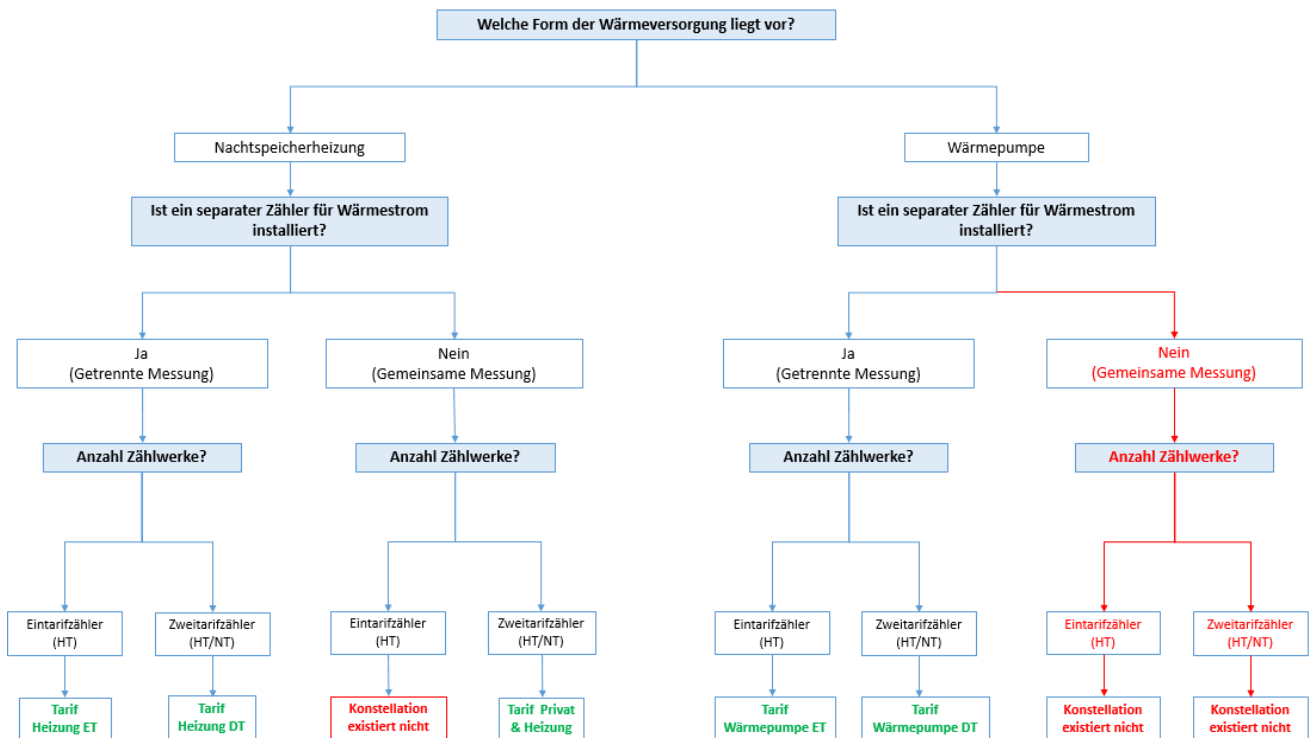 Welche Form der Wärmeversorgung liegt vor?
Nachtspeicherheizung
Wärmepumpe
Ist ein separater Zähler für Wärmestrom
installiert?
Ist ein separater Zähler für Wärmestrom
installiert?
Ja
(Getrennte Messung)
Nein
(Gemeinsame Messung)
Ja
(Getrennte Messung)
Nein
(Gemeinsame Messung)
Anzahl Zählwerke?
Anzahl Zählwerke?
Anzahl Zählwerke?
Anzahl Zählwerke?
Eintarifzähler
(HT)
Zweitarifzähler
(HT/NT)
Eintarifzähler
(HT)
Zweitarifzähler
(HT/NT)
Eintarifzähler
(HT)
Zweitarifzähler
(HT/NT)
Eintarifzähler
(HT)
Zweitarifzähler
(HT/NT)
Tarif
Heizung ET
Tarif
Heizung DT
Konstellation
existiert nicht
Tarif Privat
& Heizung
Tarif
Wärmepumpe ET
Tarif
Wärmepumpe DT
Konstellation
existiert nicht
Konstellation
existiert nicht